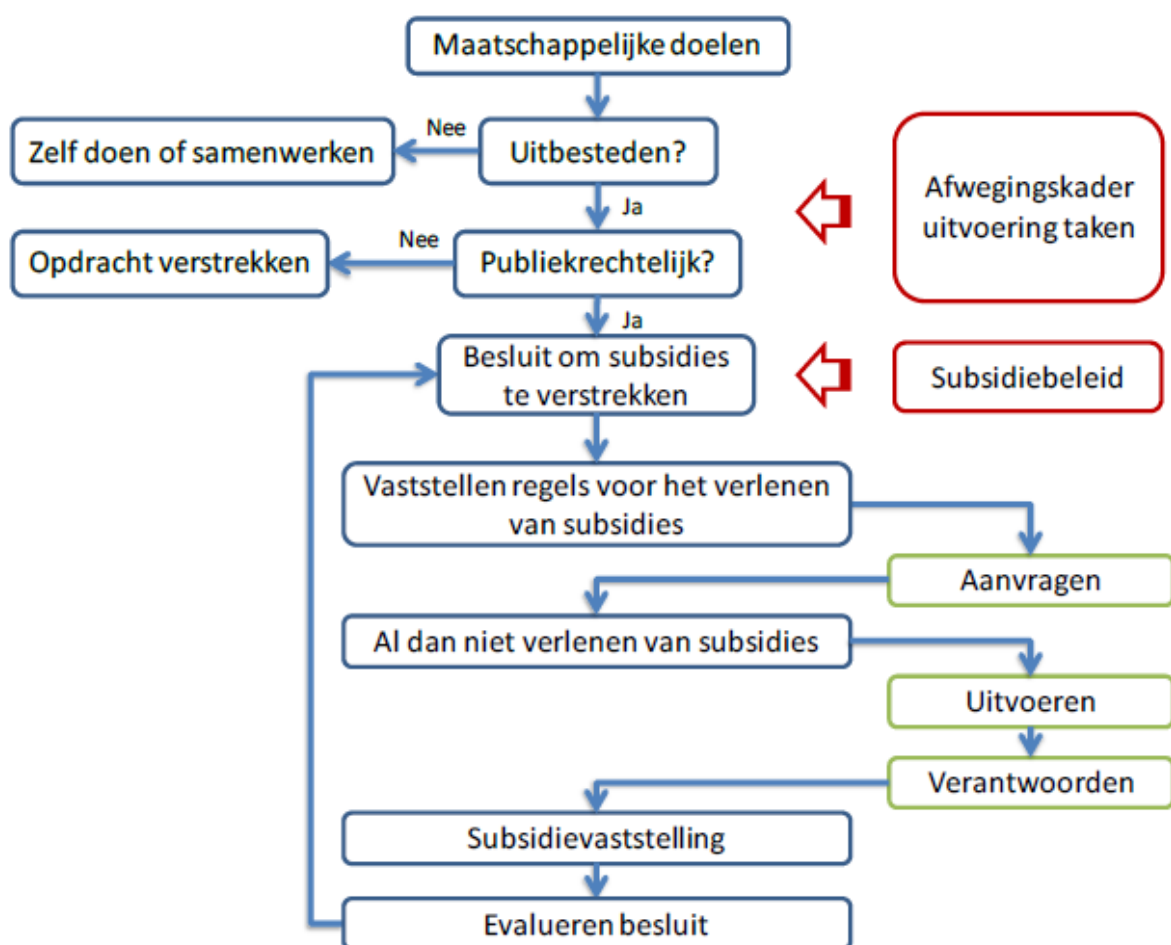 Maatschappelijke doelen
Nee
Zelf doen of samenwerken
Uitbesteden?
Ja
Afwegingskader
uitvoering taken
Nee
Opdracht verstrekken
Publiekrechtelijk?
Ja
Besluit om subsidies
te verstrekken
Subsidiebeleid
Vaststellen regels voor het verlenen
van subsidies
Aanvragen
Al dan niet verlenen van subsidies
Uitvoeren
Verantwoorden
Subsidievaststelling
Evalueren besluit